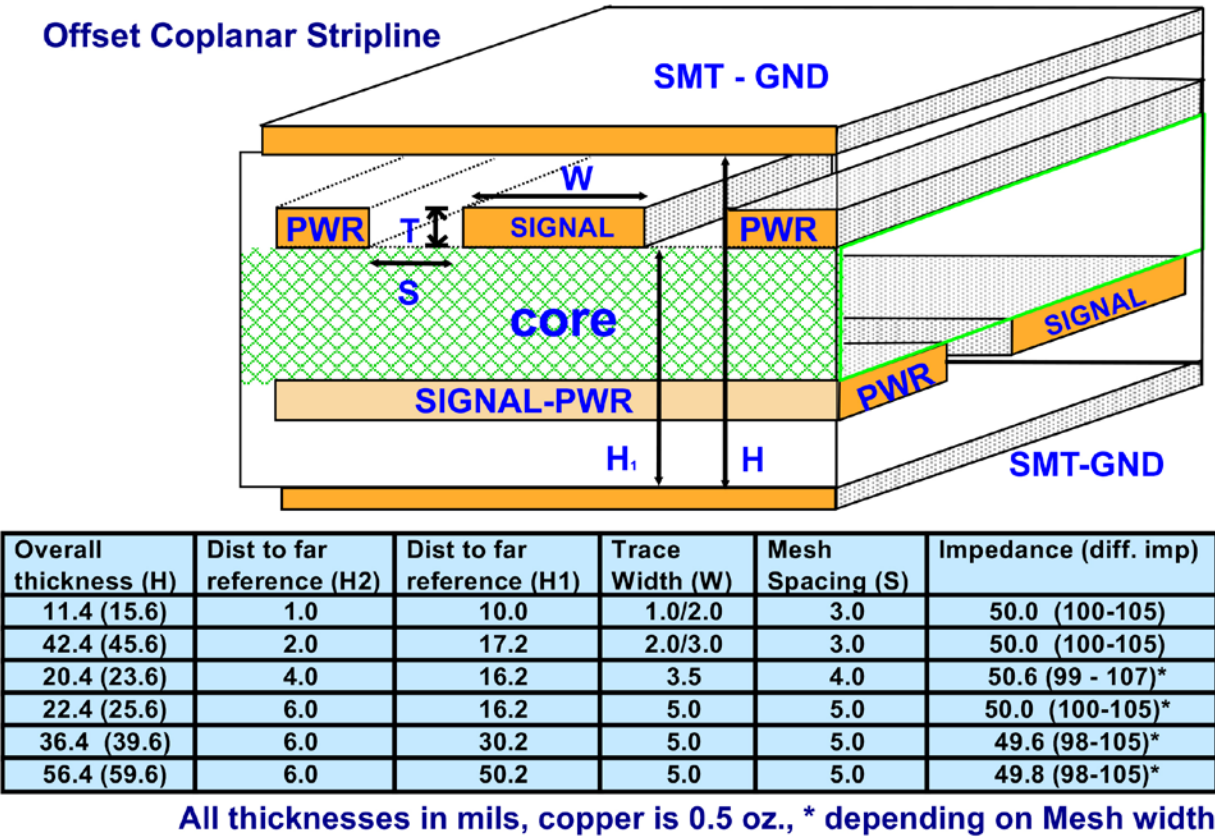 Offset Coplanar Stripline
SMT - GND
W
PWR
T
SIGNAL
PWR
S
core
SIGNAL
SIGNAL-PWR
PWR
H₁
H
SMT-GND
Overall thickness (H) Dist to far reference (H2) Dist to far reference (H1) Trace Width (W) Mesh Spacing (S) Impedance (diff. imp)
11.4 (15.6) 1.0 10.0 1.0/2.0 3.0 50.0 (100-105)
42.4 (45.6) 2.0 17.2 2.0/3.0 3.0 50.0 (100-105)
20.4 (23.6) 4.0 16.2 3.5 4.0 50.6 (99 - 107)*
22.4 (25.6) 6.0 16.2 5.0 5.0 50.0 (100-105)*
36.4 (39.6) 6.0 30.2 5.0 5.0 49.6 (98-105)*
56.4 (59.6) 6.0 50.2 5.0 5.0 49.8 (98-105)*
All thicknesses in mils, copper is 0.5 oz., * depending on Mesh width